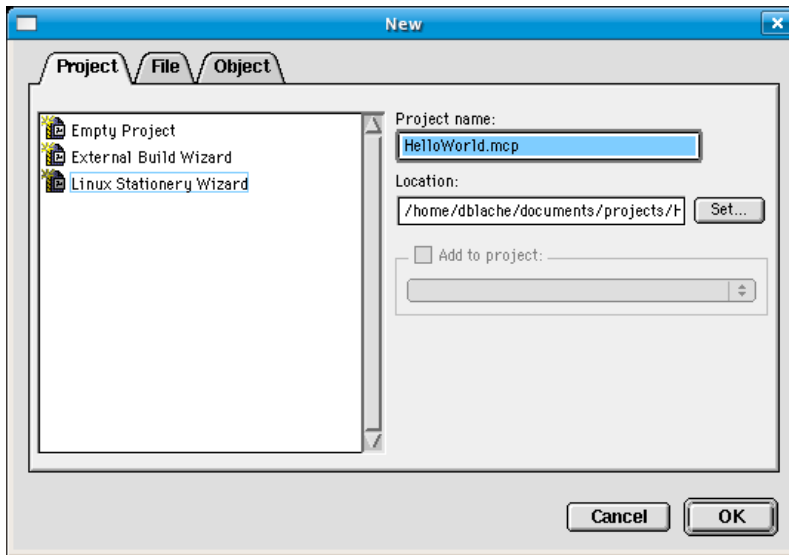 New
Project
File
Object
Empty Project
External Build Wizard
Linux Stationery Wizard
Project name:
HelloWorld.mcp
Location:
/home/dblache/documents/projects/H
Set...
Add to project:
Cancel
OK